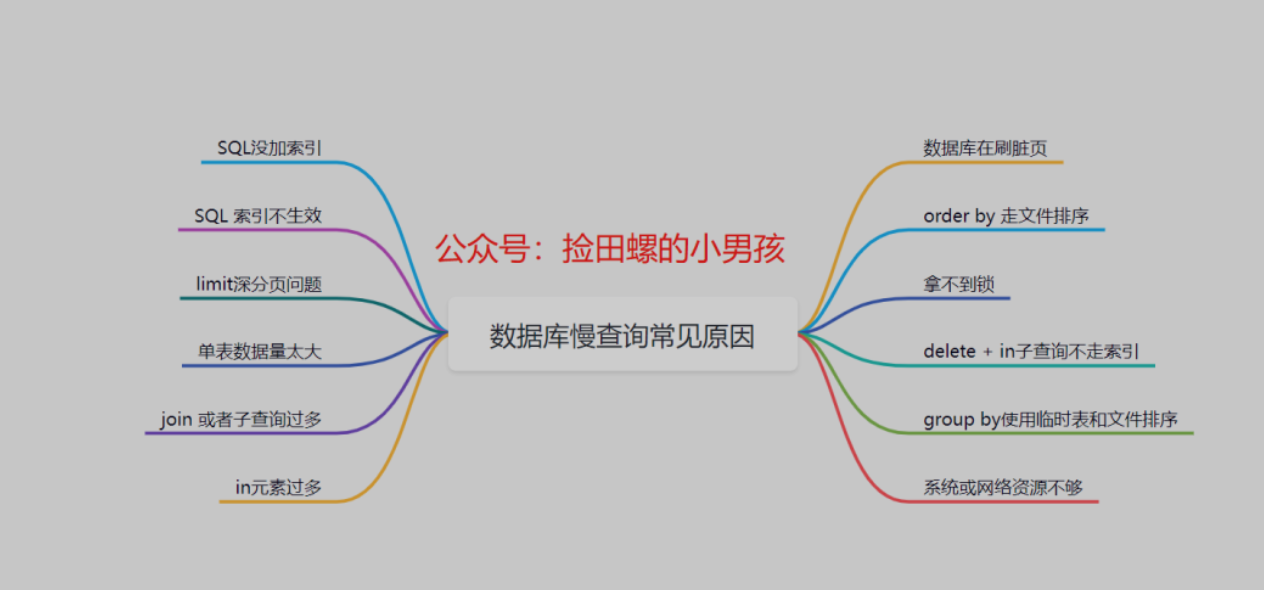 公众号：捡田螺的小男孩
数据库慢查询常见原因
SQL没加索引
SQL 索引不生效
limit深分页问题
单表数据量太大
join 或者子查询过多
in元素过多
数据库在刷脏页
order by 走文件排序
拿不到锁
delete + in子查询不走索引
group by使用临时表和文件排序
系统或网络资源不够